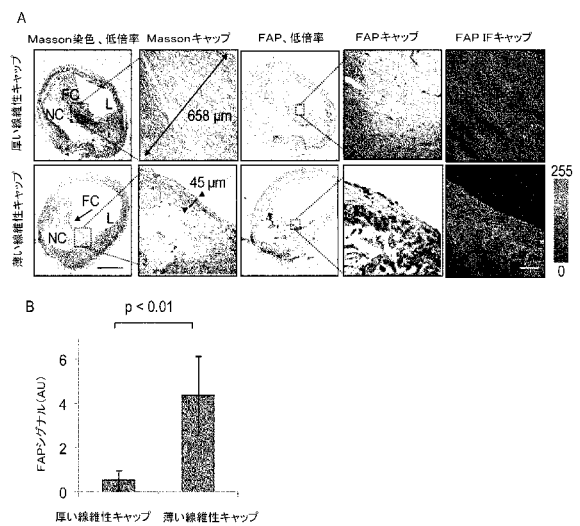 A
Masson染色、低倍率 Massonキャップ FAP、低倍率 FAPキャップ FAP IFキャップ
厚い線維性キャップ
FC
L
NC
658 μm
薄い線維性キャップ
FC
L
NC
45 μm
255
0
B
p < 0.01
FAPシグナル(AU)
6
4
2
0
厚い線維性キャップ 薄い線維性キャップ